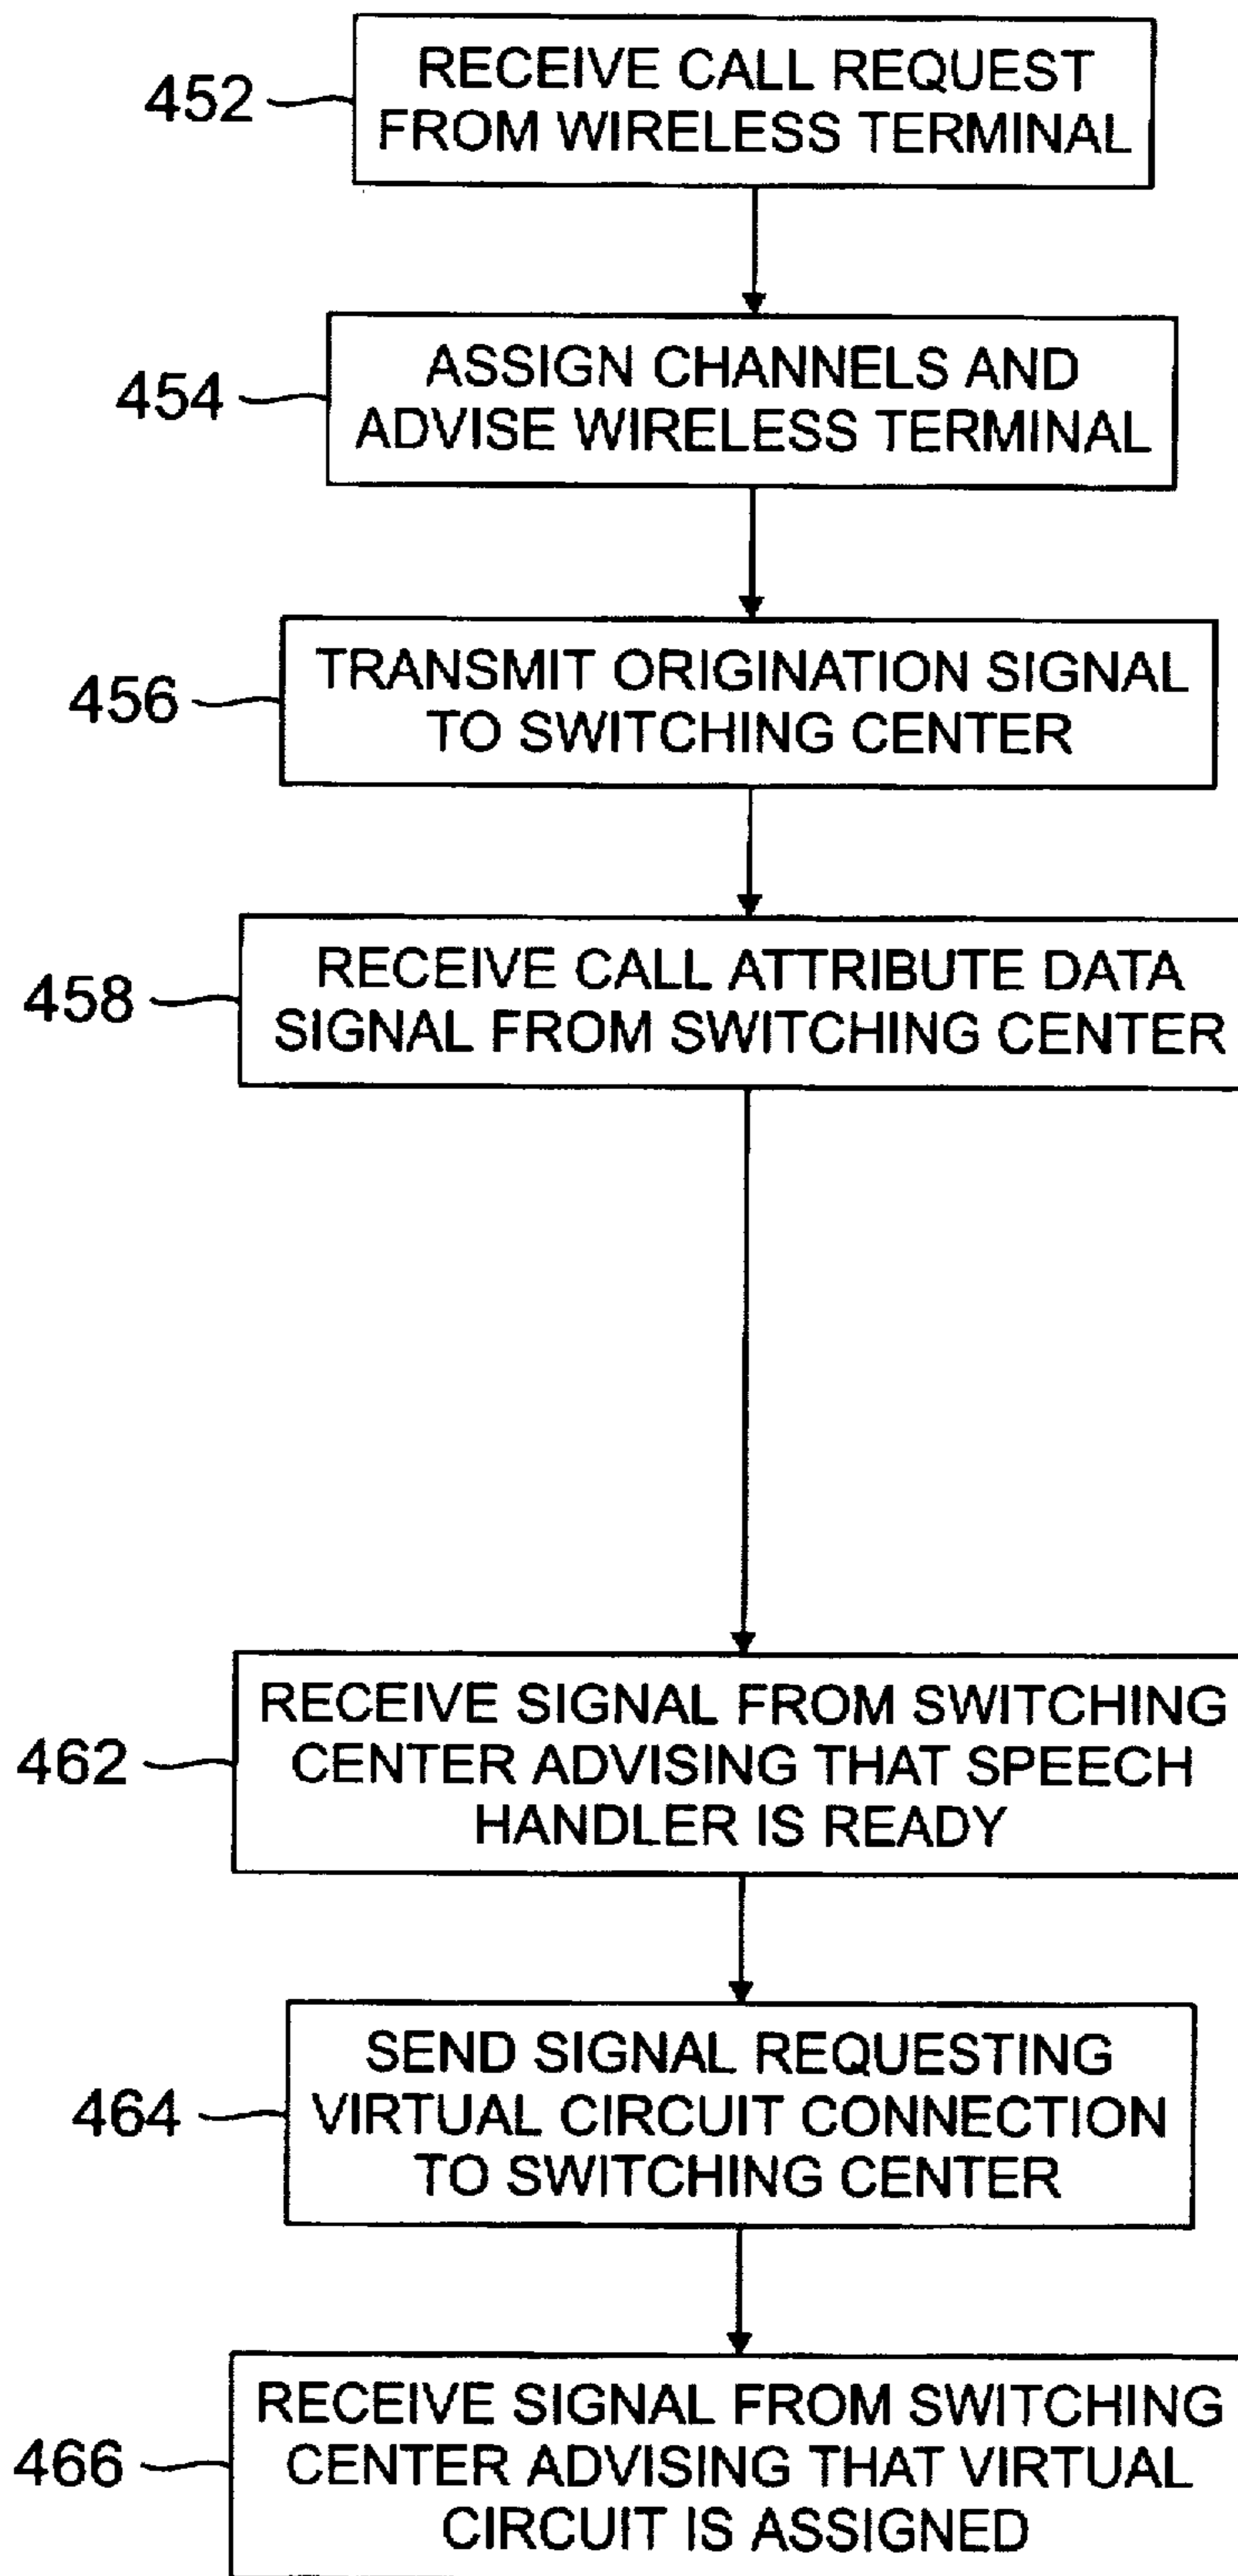 452
RECEIVE CALL REQUEST
FROM WIRELESS TERMINAL
454
ASSIGN CHANNELS AND
ADVISE WIRELESS TERMINAL
456
TRANSMIT ORIGINATION SIGNAL
TO SWITCHING CENTER
458
RECEIVE CALL ATTRIBUTE DATA
SIGNAL FROM SWITCHING CENTER
462
RECEIVE SIGNAL FROM SWITCHING
CENTER ADVISING THAT SPEECH
HANDLER IS READY
464
SEND SIGNAL REQUESTING
VIRTUAL CIRCUIT CONNECTION
TO SWITCHING CENTER
466
RECEIVE SIGNAL FROM SWITCHING
CENTER ADVISING THAT VIRTUAL
CIRCUIT IS ASSIGNED